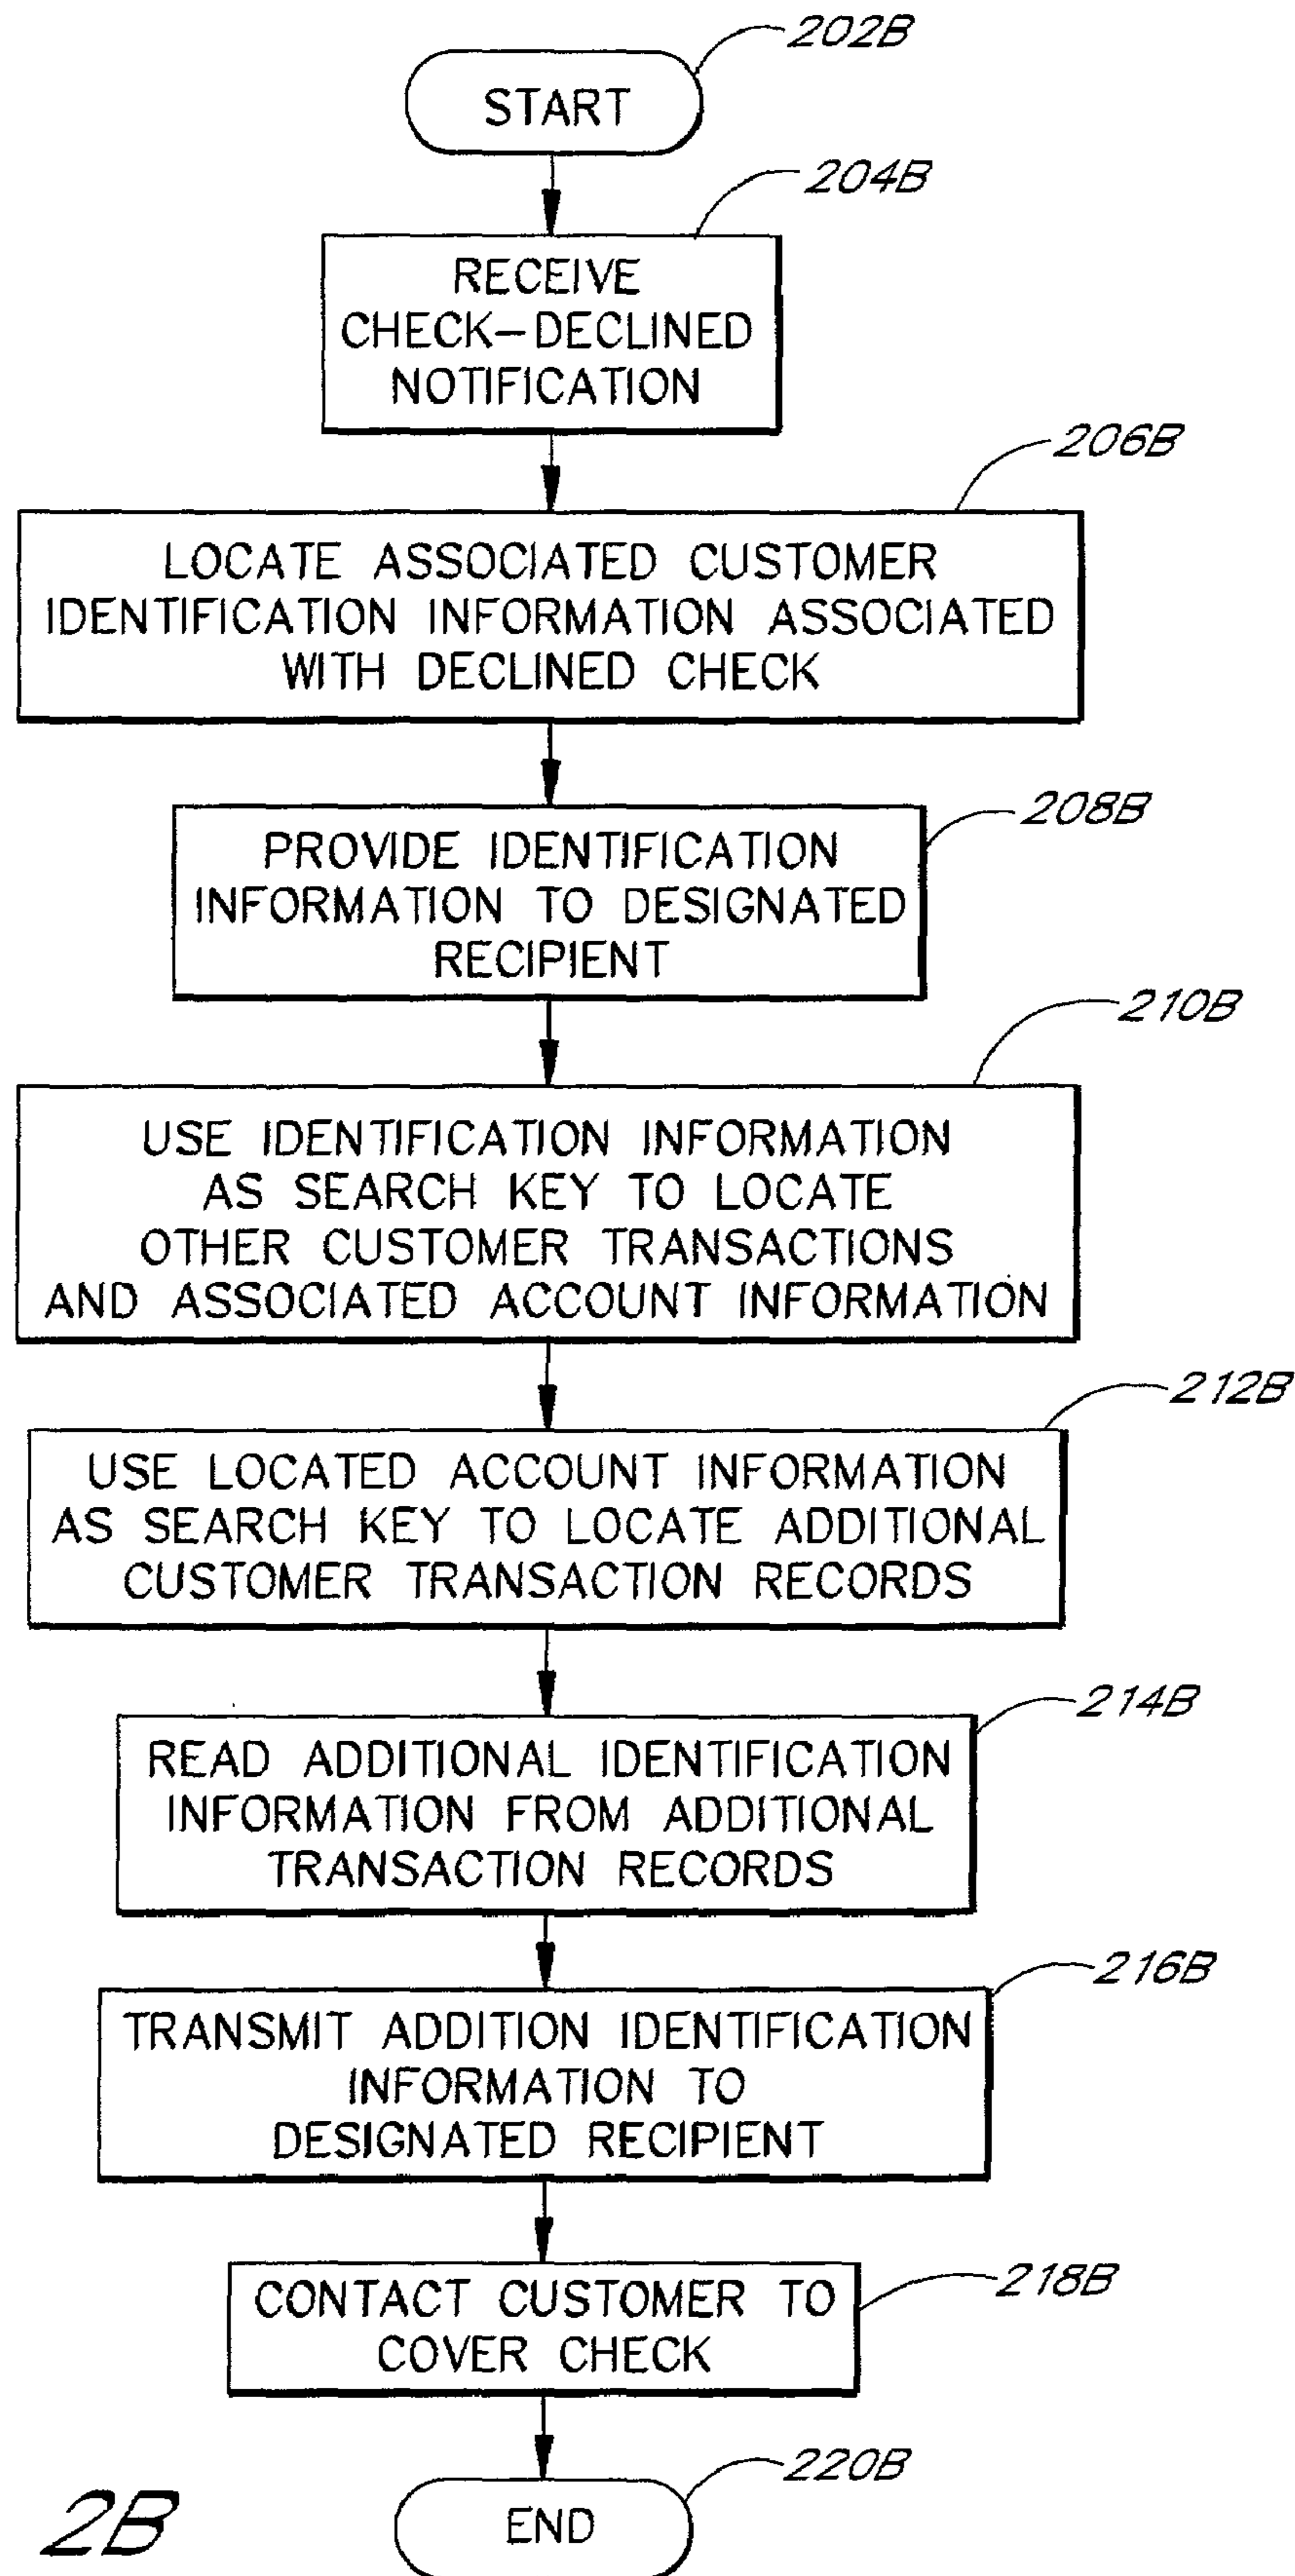 202B
START
204B
RECEIVE
CHECK-DECLINED
NOTIFICATION
206B
LOCATE ASSOCIATED CUSTOMER
IDENTIFICATION INFORMATION ASSOCIATED
WITH DECLINED CHECK
208B
PROVIDE IDENTIFICATION
INFORMATION TO DESIGNATED
RECIPIENT
210B
USE IDENTIFICATION INFORMATION
AS SEARCH KEY TO LOCATE
OTHER CUSTOMER TRANSACTIONS
AND ASSOCIATED ACCOUNT INFORMATION
212B
USE LOCATED ACCOUNT INFORMATION
AS SEARCH KEY TO LOCATE ADDITIONAL
CUSTOMER TRANSACTION RECORDS
214B
READ ADDITIONAL IDENTIFICATION
INFORMATION FROM ADDITIONAL
TRANSACTION RECORDS
216B
TRANSMIT ADDITION IDENTIFICATION
INFORMATION TO
DESIGNATED RECIPIENT
218B
CONTACT CUSTOMER TO
COVER CHECK
220B
END
2B